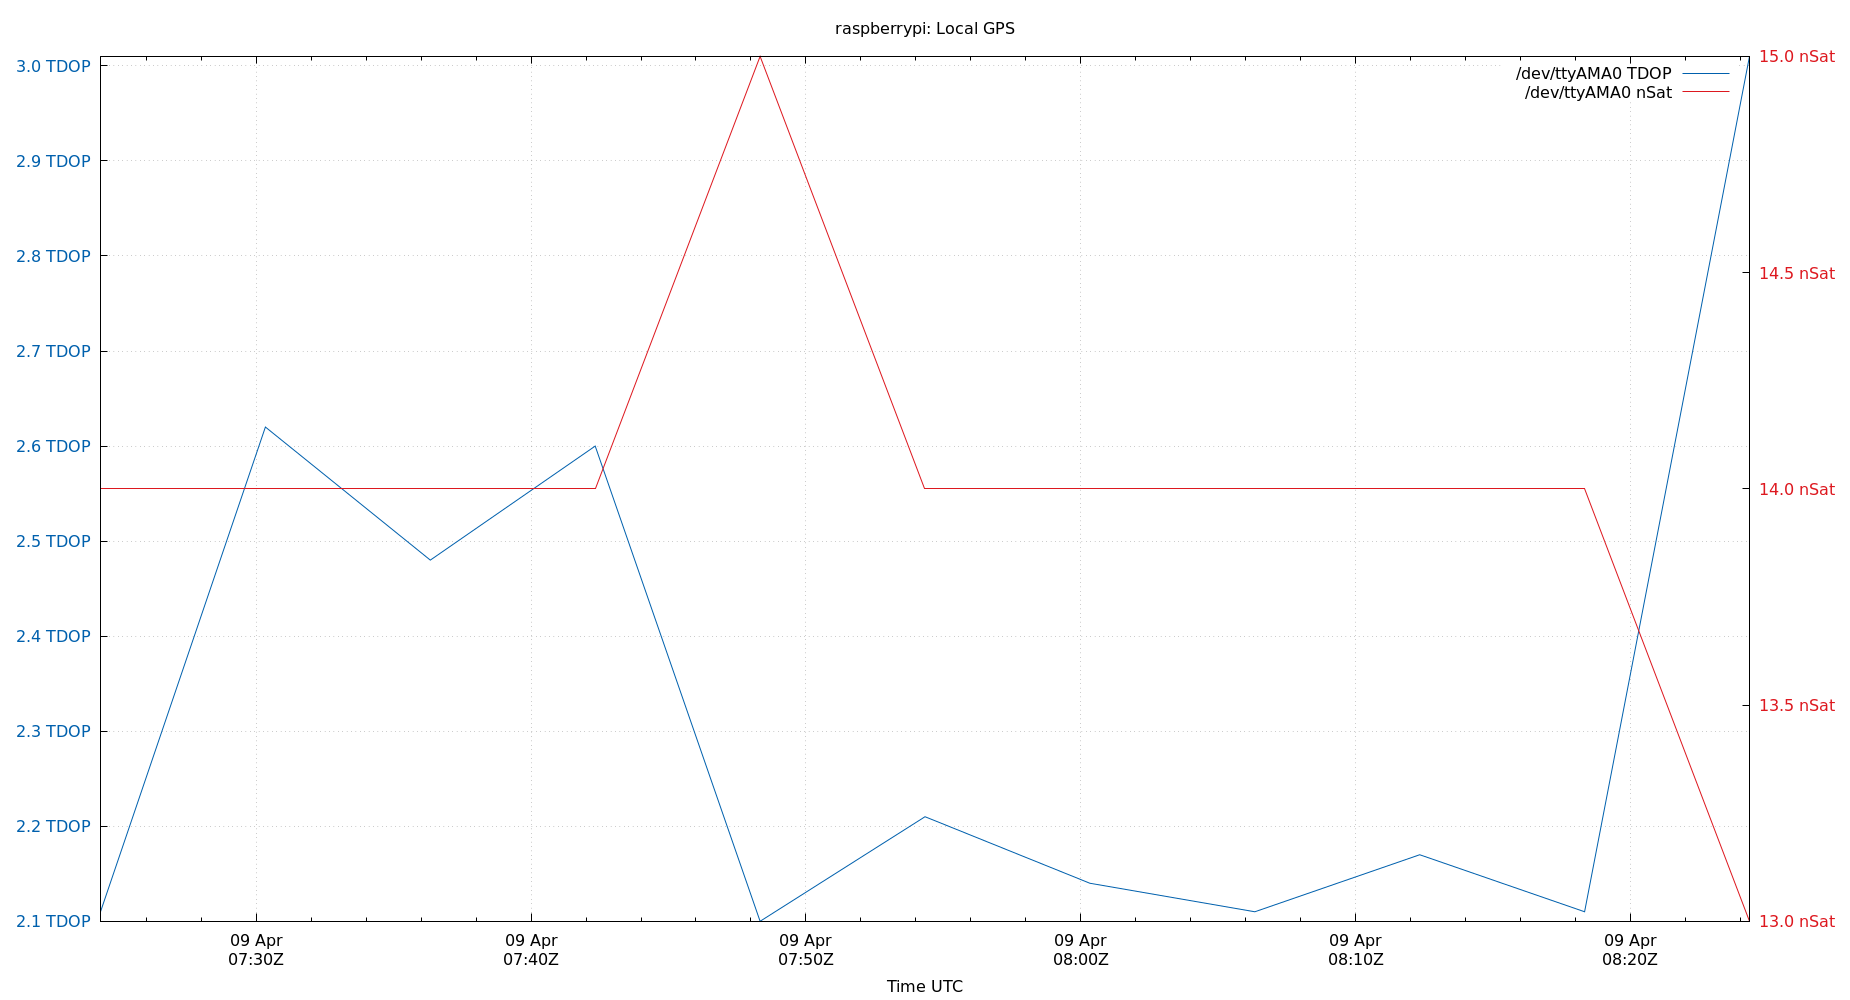 raspberrypi: Local GPS
3.0 TDOP
2.9 TDOP
2.8 TDOP
2.7 TDOP
2.6 TDOP
2.5 TDOP
2.4 TDOP
2.3 TDOP
2.2 TDOP
2.1 TDOP
15.0 nSat
14.5 nSat
14.0 nSat
13.5 nSat
13.0 nSat
/dev/ttyAMA0 TDOP
/dev/ttyAMA0 nSat
09 Apr
07:30Z
09 Apr
07:40Z
09 Apr
07:50Z
09 Apr
08:00Z
09 Apr
08:10Z
09 Apr
08:20Z
Time UTC